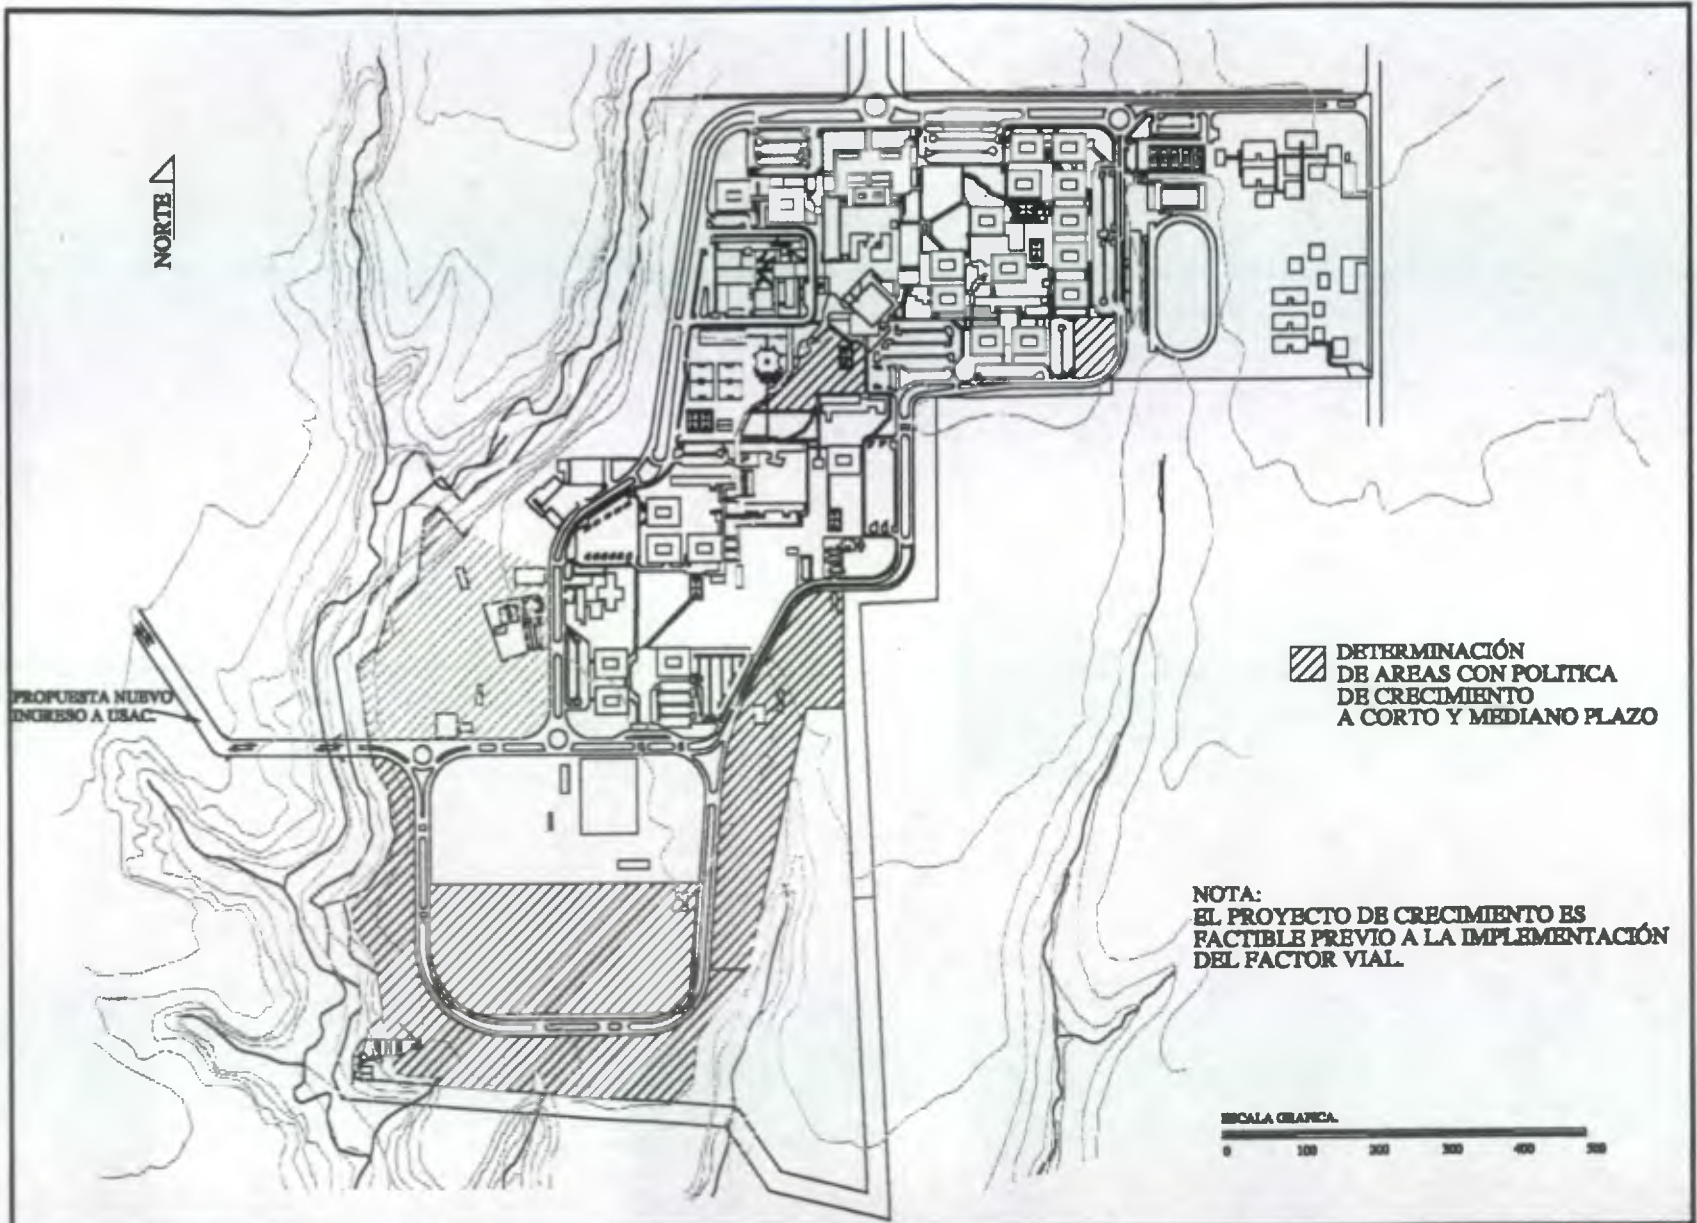 NORTE
PROPUESTA NUEVO
INGRESO A USAC.
DETERMINACIÓN
DE AREAS CON POLITICA
DE CRECIMIENTO
A CORTO Y MEDIANO PLAZO
NOTA:
EL PROYECTO DE CRECIMIENTO ES
FACTIBLE PREVIO A LA IMPLEMENTACIÓN
DEL FACTOR VIAL.
ESCALA GRAFICA.
0 100 200 300 400 500